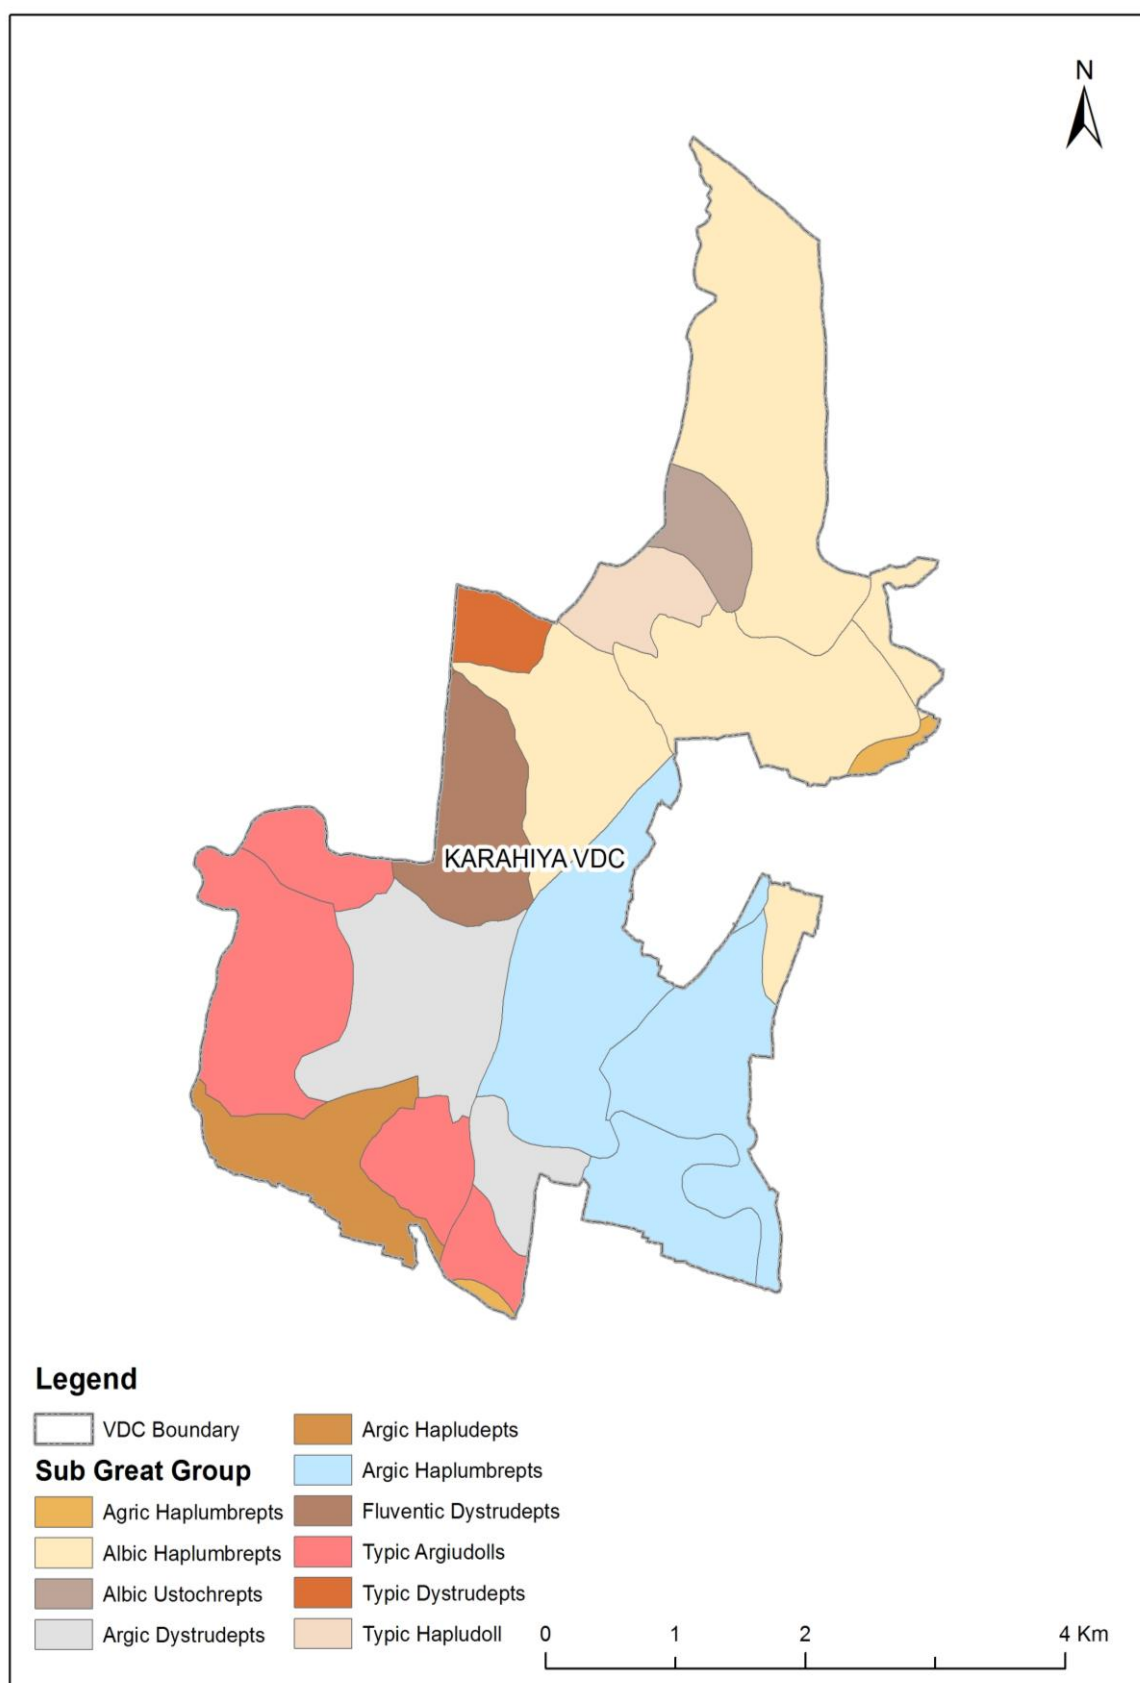 N
KARAHIYA VDC
Legend
VDC Boundary
Sub Great Group
Agric Haplumbrepts
Albic Haplumbrepts
Albic Ustochrepts
Argic Dystrudepts
Argic Hapludepts
Argic Haplumbrepts
Fluventic Dystrudepts
Typic Argiudolls
Typic Dystrudepts
Typic Hapludoll
0 1 2 4 Km